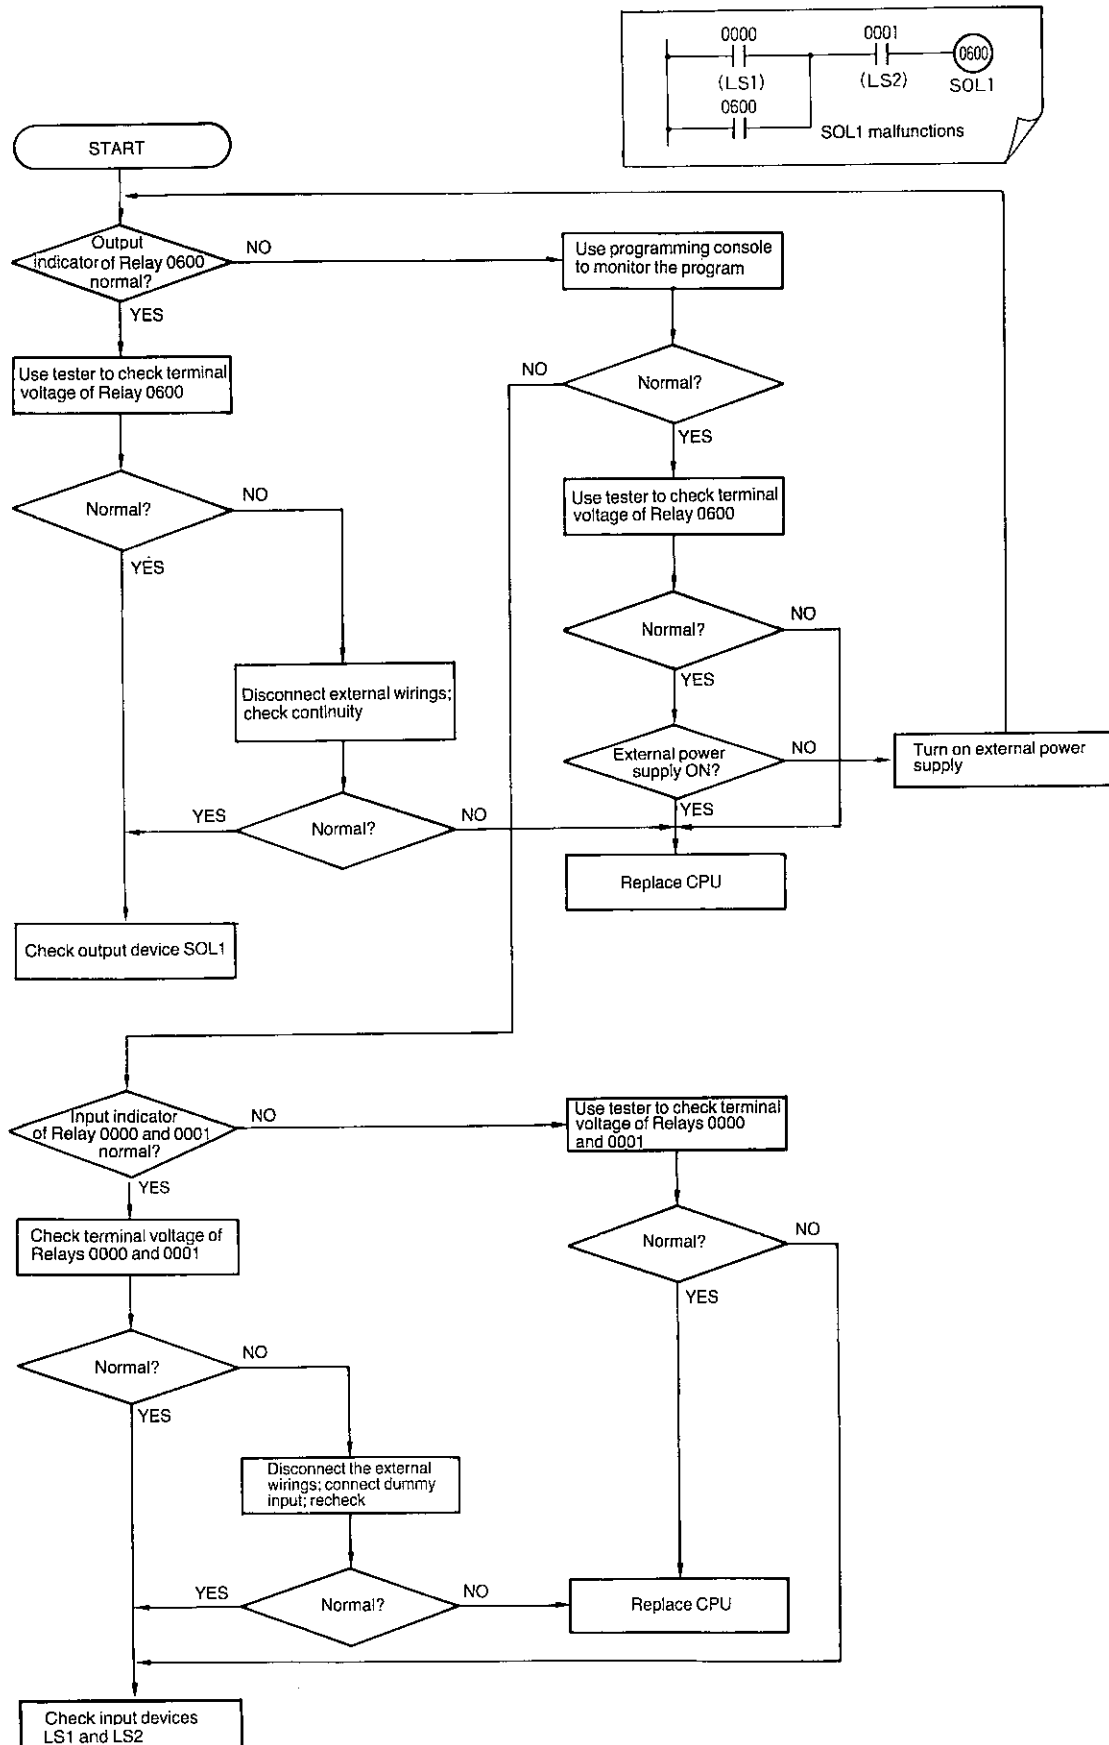 0000
0001
0600
(LS1)
(LS2)
SOL1
0600
SOL1 malfunctions
START
Output
indicator of Relay 0600
normal?
NO
YES
Use programming console
to monitor the program
Use tester to check terminal
voltage of Relay 0600
NO
Normal?
YES
Normal?
NO
YES
Use tester to check terminal
voltage of Relay 0600
Normal?
NO
YES
Disconnect external wirings;
check continuity
External power
supply ON?
NO
YES
Turn on external power
supply
YES
Normal?
NO
Replace CPU
Check output device SOL1
Input indicator
of Relay 0000 and 0001
normal?
NO
YES
Use tester to check terminal
voltage of Relays 0000
and 0001
Check terminal voltage of
Relays 0000 and 0001
Normal?
NO
YES
Normal?
NO
YES
Disconnect the external
wirings; connect dummy
input; recheck
YES
Normal?
NO
Replace CPU
Check input devices
LS1 and LS2